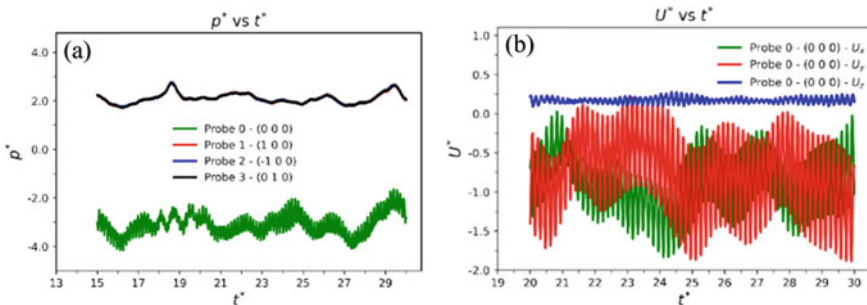 p* vs t*
(a)
4.0
2.0
0.0
-2.0
-4.0
p*
Probe 0 - (0 0 0)
Probe 1 - (1 0 0)
Probe 2 - (-1 0 0)
Probe 3 - (0 1 0)
13 15 17 19 21 23 25 27 29
t*
U* vs t*
(b)
1.0
0.5
0.0
-0.5
-1.0
-1.5
-2.0
U*
Probe 0 - (0 0 0) - Ux
Probe 0 - (0 0 0) - Uy
Probe 0 - (0 0 0) - Uz
19 20 21 22 23 24 25 26 27 28 29 30
t*